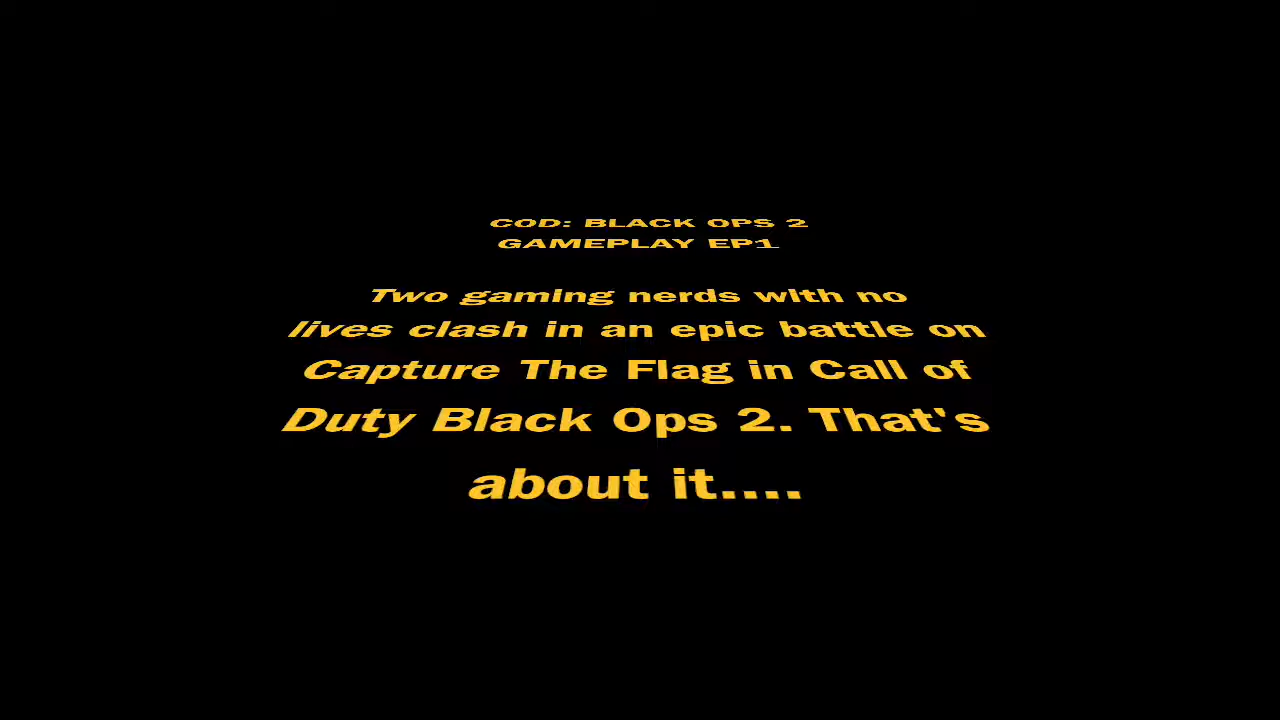 COD: BLACK OPS 2
GAMEPLAY EP1
Two gaming nerds with no
lives clash in an epic battle on
Capture The Flag in Call of
Duty Black Ops 2. That's
about it....